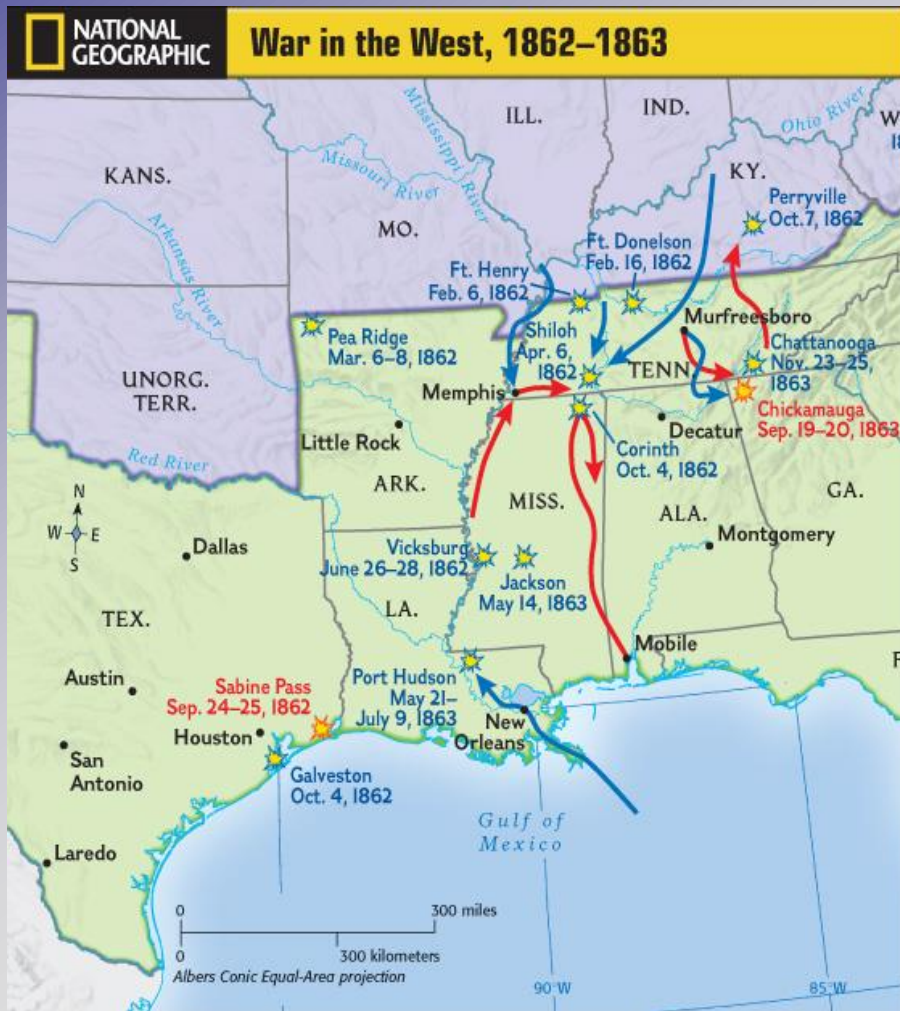 NATIONAL
GEOGRAPHIC
War in the West, 1862–1863
ILL.
IND.
Ohio River
W
18
Mississippi River
KANS.
Missouri River
KY.
Perryville
Oct. 7, 1862
Arkansas River
MO.
Ft. Donelson
Feb. 16, 1862
Ft. Henry
Feb. 6, 1862
Murfreesboro
Pea Ridge
Mar. 6–8, 1862
Shiloh
Apr. 6,
1862
TENN.
Chattanooga
Nov. 23–25,
1863
UNORG.
TERR.
Memphis
Chickamauga
Sep. 19–20, 1863
Decatur
Little Rock
Corinth
Oct. 4, 1862
Red River
ARK.
MISS.
GA.
ALA.
N
W
E
S
Dallas
Montgomery
Vicksburg
June 26–28, 1862
Jackson
May 14, 1863
LA.
TEX.
Mobile
F
Austin
Sabine Pass
Sep. 24–25, 1862
Port Hudson
May 21–
July 9, 1863
Houston
New
Orleans
San
Antonio
Galveston
Oct. 4, 1862
Gulf of
Mexico
Laredo
0
300 miles
0
300 kilometers
Albers Conic Equal-Area projection
90°W
85°W